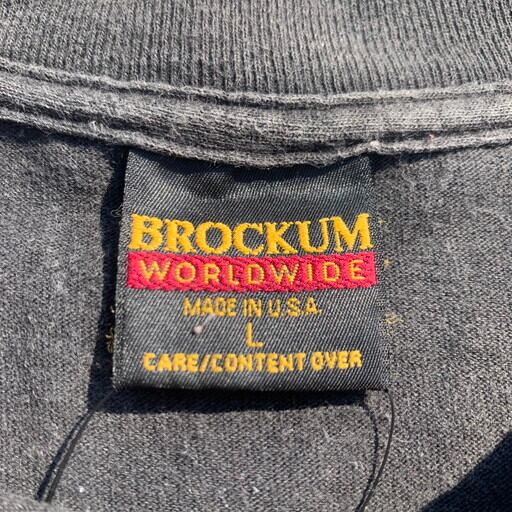 BROCKUM
WORLDWIDE
MADE IN U.S.A.
L
CARE/CONTENT OVER